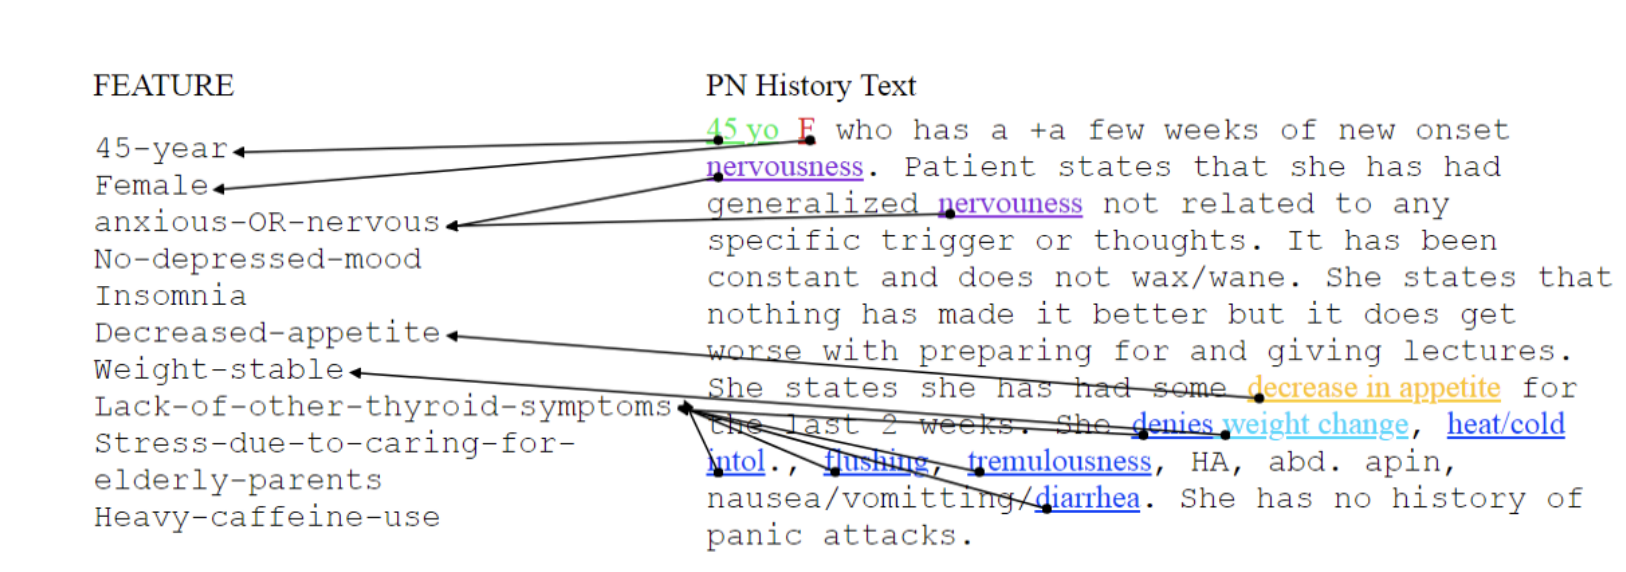 FEATURE
45-year
Female
anxious-OR-nervous
No-depressed-mood
Insomnia
Decreased-appetite
Weight-stable
Lack-of-other-thyroid-symptoms
Stress-due-to-caring-for-
elderly-parents
Heavy-caffeine-use
PN History Text
45 yo F who has a +a few weeks of new onset
nervousness. Patient states that she has had
generalized nervouness not related to any
specific trigger or thoughts. It has been
constant and does not wax/wane. She states that
nothing has made it better but it does get
worse with preparing for and giving lectures.
She states she has had some decrease in appetite for
the last 2 weeks. She denies weight change, heat/cold
intol., flushing, tremulousness, HA, abd. apin,
nausea/vomitting/diarrhea. She has no history of
panic attacks.